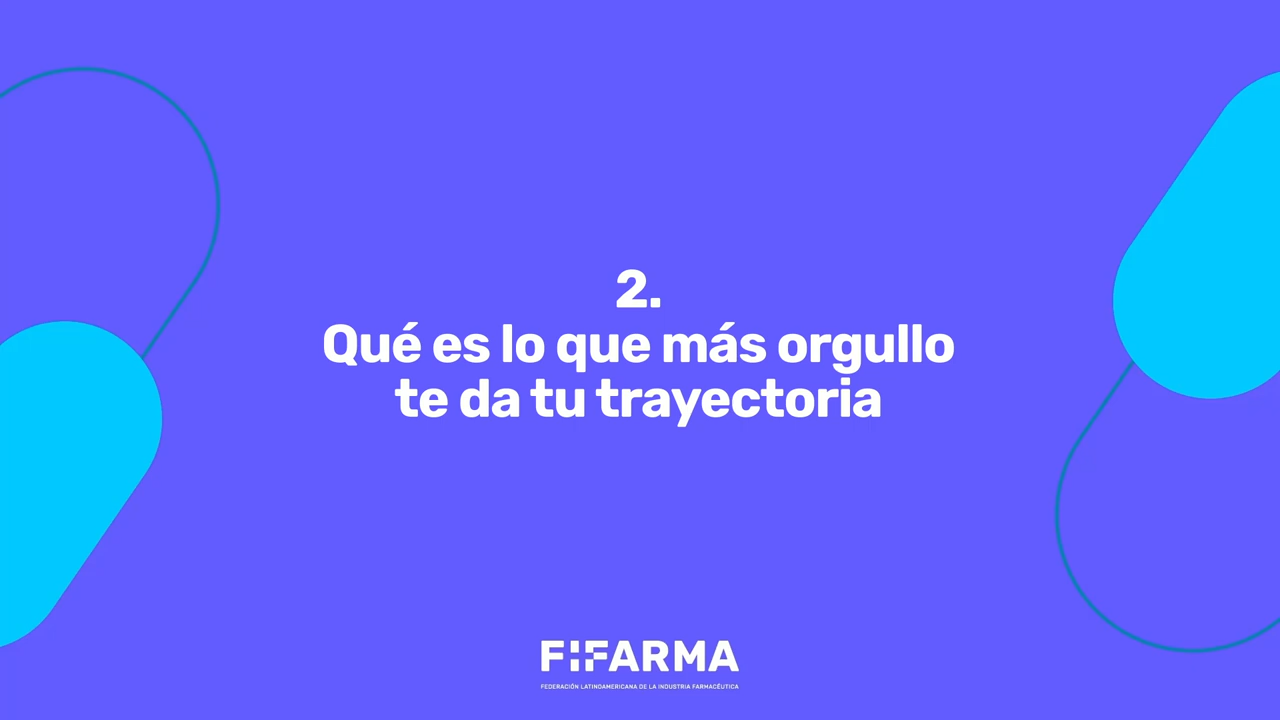 2.
Qué es lo que más orgullo
te da tu trayectoria
FIFARMA
FEDERACIÓN LATINOAMERICANA DE LA INDUSTRIA FARMACÉUTICA